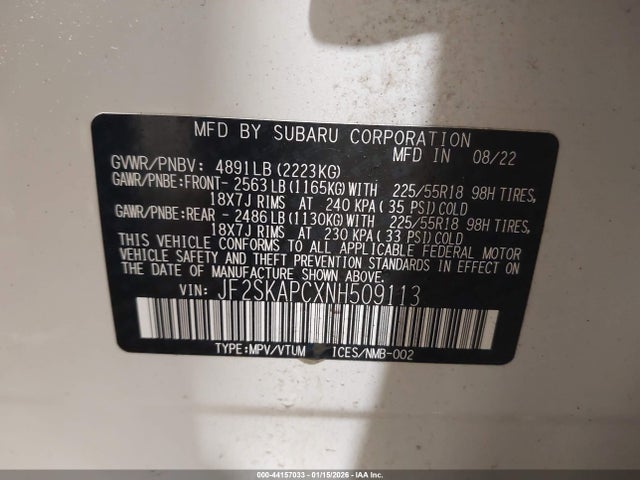 MFD BY SUBARU CORPORATION
MFD IN 08/22
GVWR/PNBV: 4891LB(2223KG)
GAWR/PNBE:FRONT- 2563LB(1165KG)WITH 225/55R18 98H TIRES,
18X7J RIMS AT 240 KPA( 35 PSI)COLD
GAWR/PNBE:REAR - 2486LB(1130KG)WITH 225/55R18 98H TIRES,
18X7J RIMS AT 230 KPA( 33 PSI)COLD
THIS VEHICLE CONFORMS TO ALL APPLICABLE FEDERAL MOTOR
VEHICLE SAFETY AND THEFT PREVENTION STANDARDS IN EFFECT ON
THE DATE OF MANUFACTURE SHOWN ABOVE.
VIN: JF2SKAPCXNH509113
TYPE:MPV/VTUM ICES/NMB-002
000-44157033 - 01/15/2026 - IAA Inc.